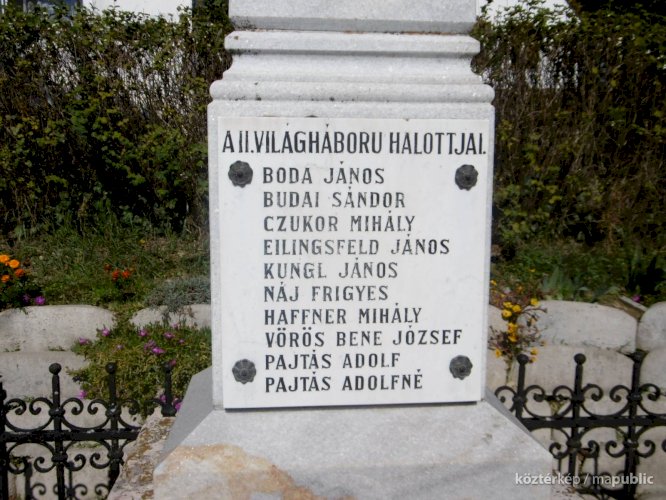 A II. VILÁGHÁBORU HALOTTJAI.
BODA JÁNOS
BUDAI SÁNDOR
CZUKOR MIHÁLY
EILINGSFELD JÁNOS
KUNGL JÁNOS
NÁJ FRIGYES
HAFFNER MIHÁLY
VÖRÖS BENE JÓZSEF
PAJTÁS ADOLF
PAJTÁS ADOLFNÉ
köztérkép / mapublic